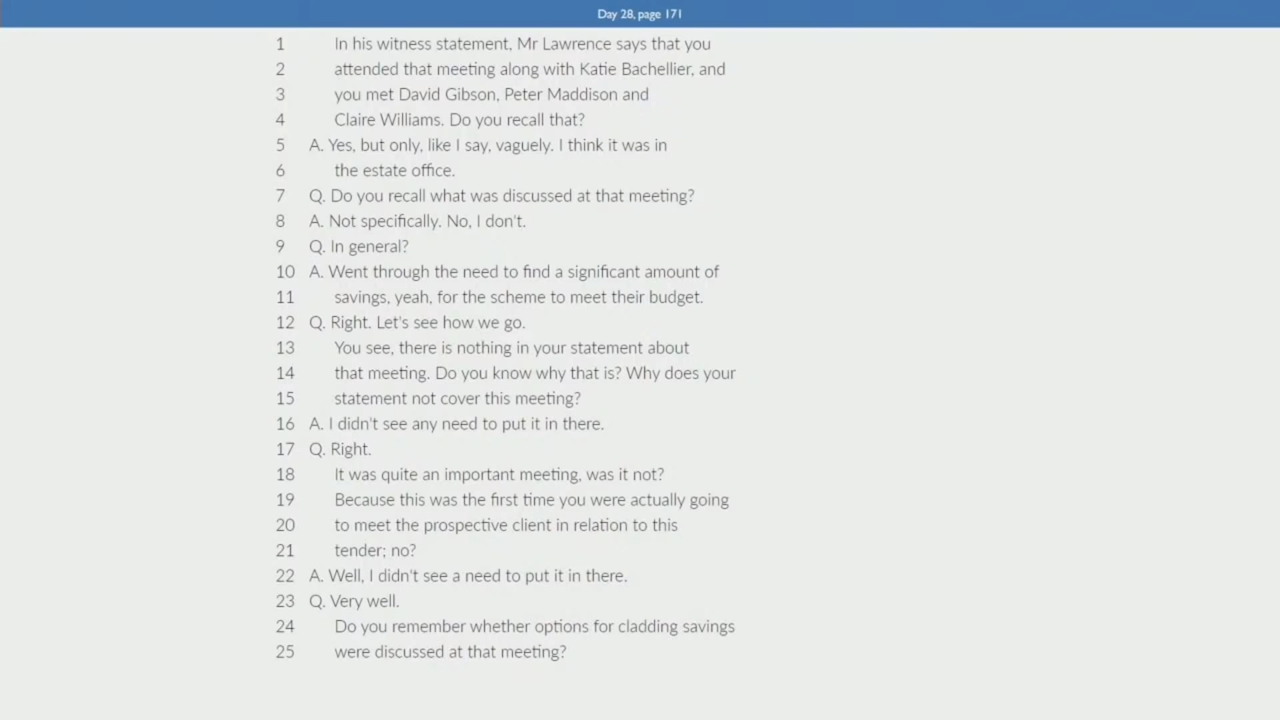 Day 28, page 171
1 In his witness statement, Mr Lawrence says that you
2 attended that meeting along with Katie Bachellier, and
3 you met David Gibson, Peter Maddison and
4 Claire Williams. Do you recall that?
5 A. Yes, but only, like I say, vaguely. I think it was in
6 the estate office.
7 Q. Do you recall what was discussed at that meeting?
8 A. Not specifically. No, I don't.
9 Q. In general?
10 A. Went through the need to find a significant amount of
11 savings, yeah, for the scheme to meet their budget.
12 Q. Right. Let's see how we go.
13 You see, there is nothing in your statement about
14 that meeting. Do you know why that is? Why does your
15 statement not cover this meeting?
16 A. I didn't see any need to put it in there.
17 Q. Right.
18 It was quite an important meeting, was it not?
19 Because this was the first time you were actually going
20 to meet the prospective client in relation to this
21 tender; no?
22 A. Well, I didn't see a need to put it in there.
23 Q. Very well.
24 Do you remember whether options for cladding savings
25 were discussed at that meeting?